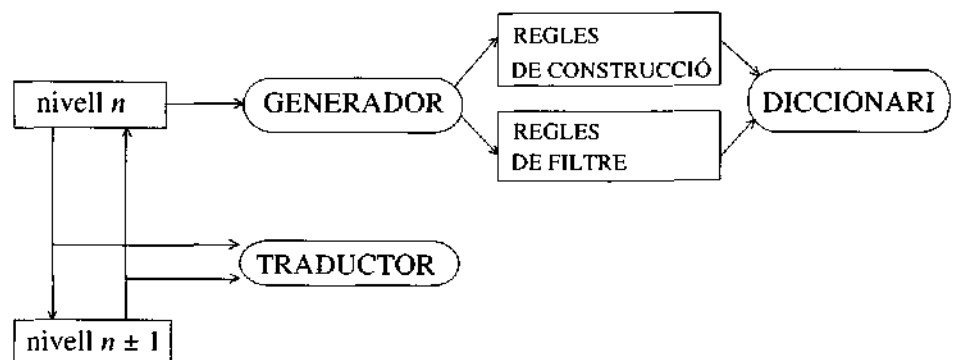 REGLES
DE CONSTRUCCIÓ
nivell n
GENERADOR
DICCIONARI
REGLES
DE FILTRE
TRADUCTOR
nivell n ± 1